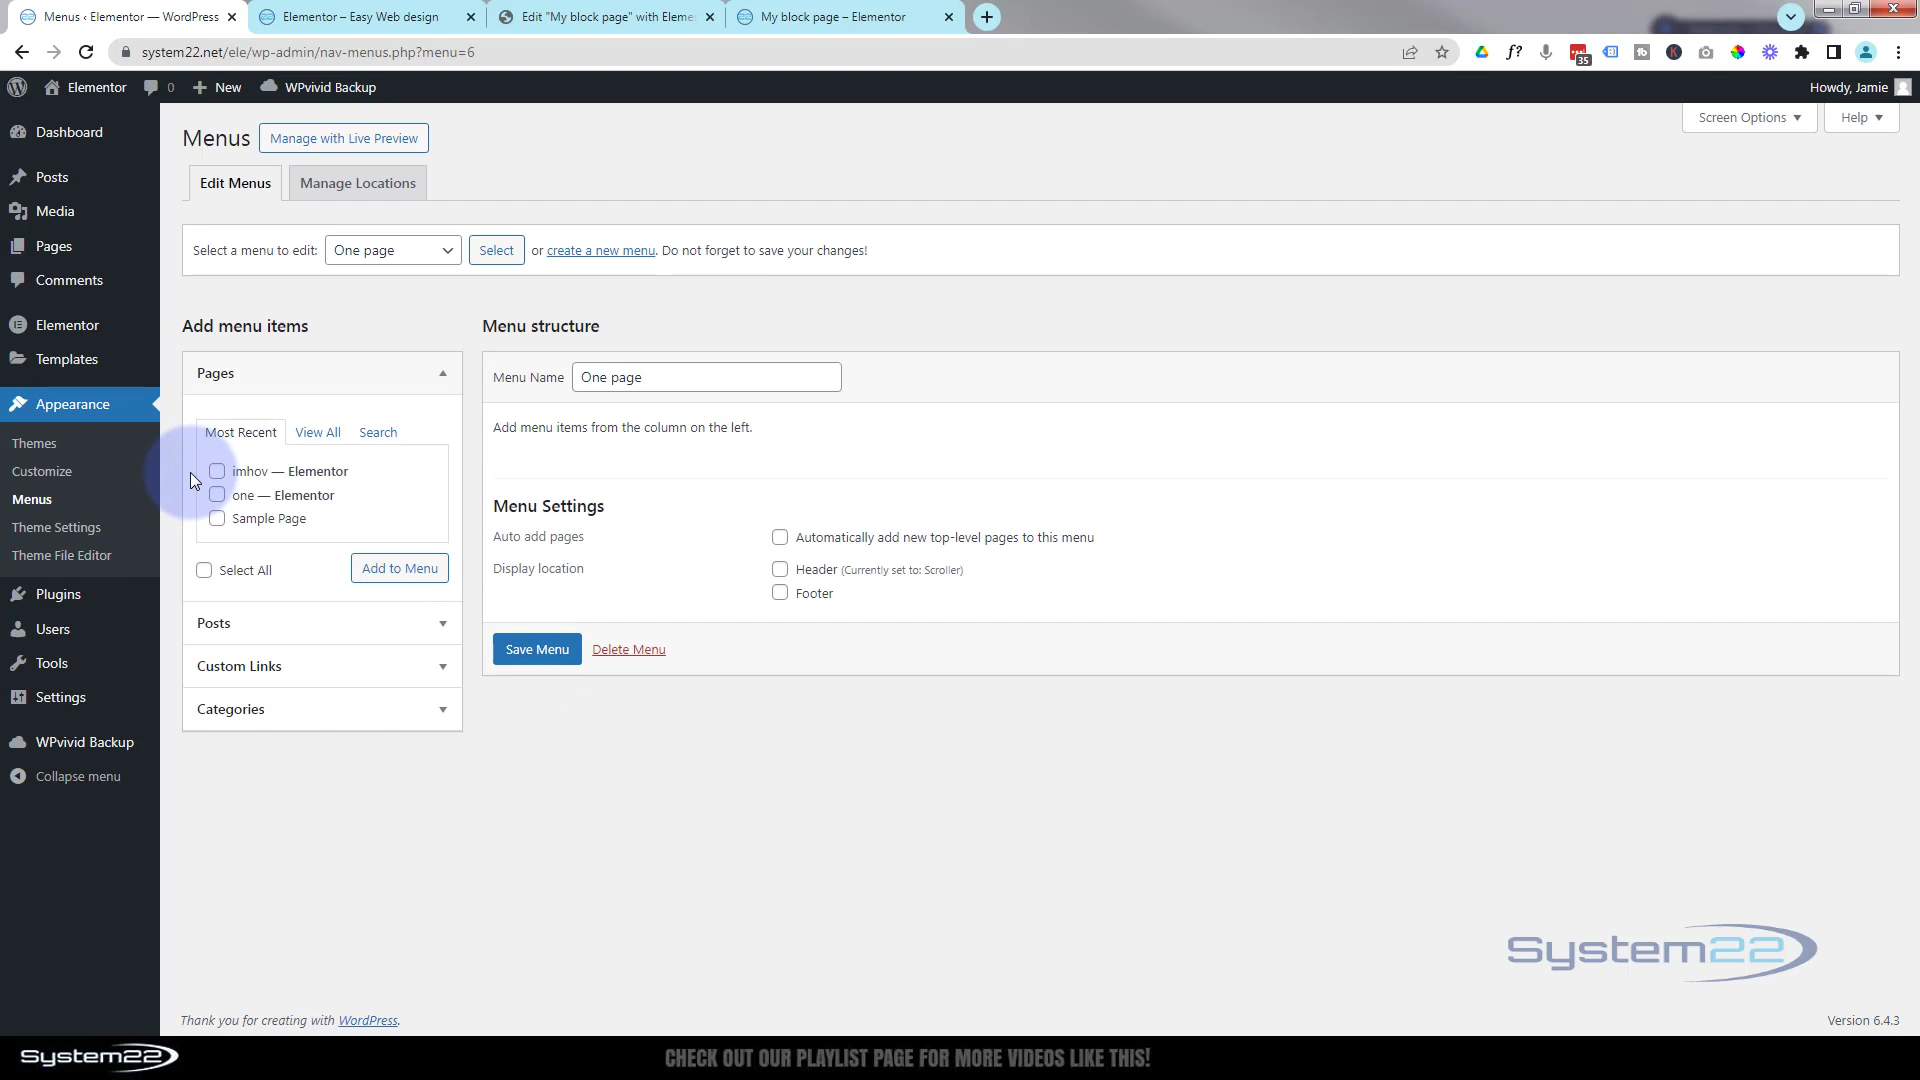 Menus ‹ Elementor — WordPress
Elementor – Easy Web design
Edit "My block page" with Eleme
My block page – Elementor
system22.net/ele/wp-admin/nav-menus.php?menu=6
f?
35
Elementor
0
New
WPvivid Backup
Howdy, Jamie
Dashboard
Posts
Media
Pages
Comments
Elementor
Templates
Appearance
Themes
Customize
Menus
Theme Settings
Theme File Editor
Plugins
Users
Tools
Settings
WPvivid Backup
Collapse menu
Screen Options
Help
Menus
Manage with Live Preview
Edit Menus
Manage Locations
Select a menu to edit: One page Select or create a new menu. Do not forget to save your changes!
Add menu items
Pages
Most Recent
View All
Search
imhov — Elementor
one — Elementor
Sample Page
Select All
Add to Menu
Posts
Custom Links
Categories
Menu structure
Menu Name One page
Add menu items from the column on the left.
Menu Settings
Auto add pages
Automatically add new top-level pages to this menu
Display location
Header (Currently set to: Scroller)
Footer
Save Menu
Delete Menu
System22
Thank you for creating with WordPress.
Version 6.4.3
System22
CHECK OUT OUR PLAYLIST PAGE FOR MORE VIDEOS LIKE THIS!